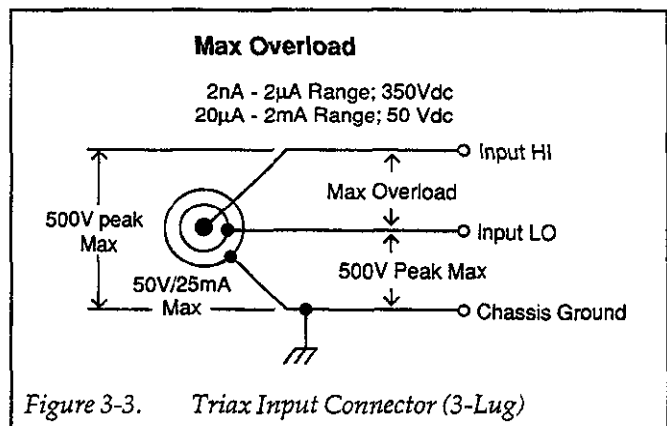 Max Overload
2nA - 2µA Range; 350Vdc
20µA - 2mA Range; 50 Vdc
Input HI
Max Overload
500V peak
Max
Input LO
500V Peak Max
50V/25mA
Max
Chassis Ground
Figure 3-3. Triax Input Connector (3-Lug)